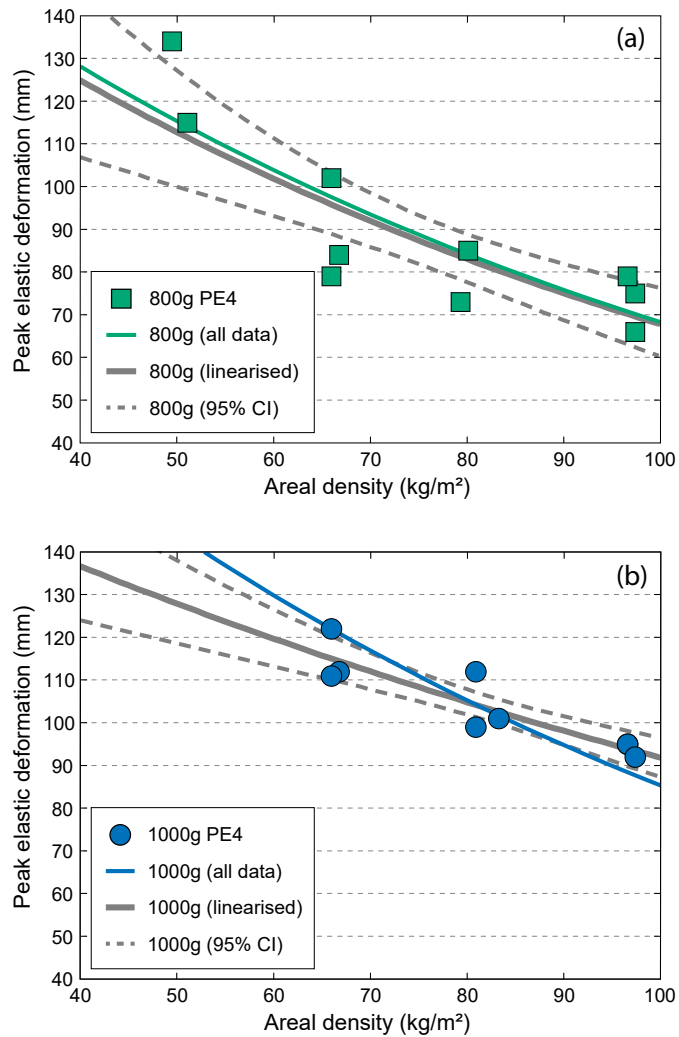 (a)
Peak elastic deformation (mm)
140
130
120
110
100
90
80
70
60
50
40
800g PE4
800g (all data)
800g (linearised)
800g (95% CI)
40 50 60 70 80 90 100
Areal density (kg/m²)
(b)
Peak elastic deformation (mm)
140
130
120
110
100
90
80
70
60
50
40
1000g PE4
1000g (all data)
1000g (linearised)
1000g (95% CI)
40 50 60 70 80 90 100
Areal density (kg/m²)